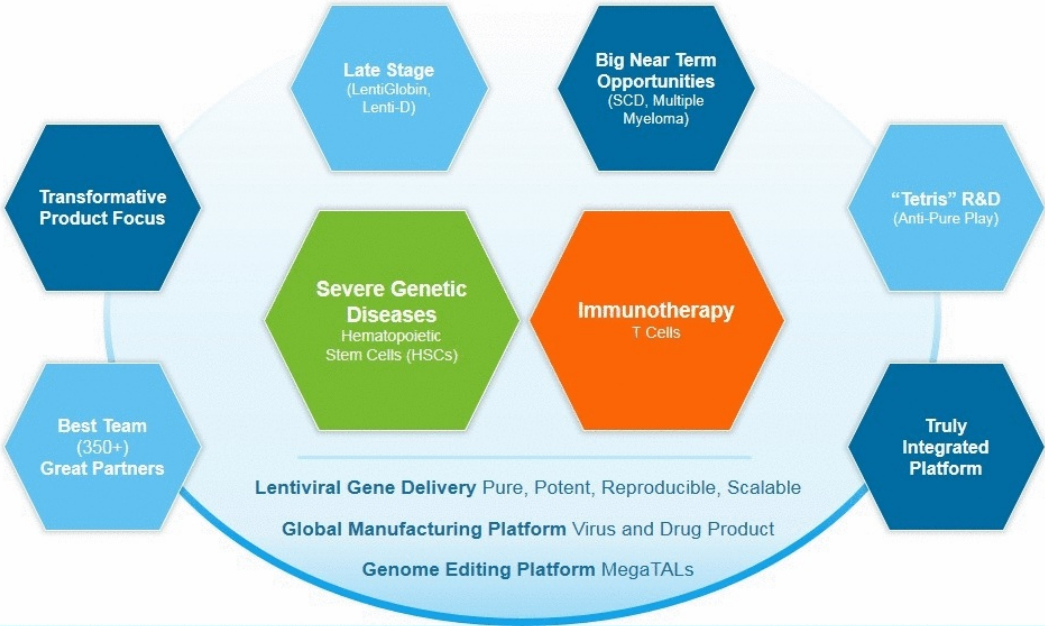 Late Stage
(LentiGlobin,
Lenti-D)
Big Near Term
Opportunities
(SCD, Multiple
Myeloma)
Transformative
Product Focus
“Tetris” R&D
(Anti-Pure Play)
Severe Genetic
Diseases
Hematopoietic
Stem Cells (HSCs)
Immunotherapy
T Cells
Best Team
(350+)
Great Partners
Truly
Integrated
Platform
Lentiviral Gene Delivery Pure, Potent, Reproducible, Scalable
Global Manufacturing Platform Virus and Drug Product
Genome Editing Platform MegaTALs